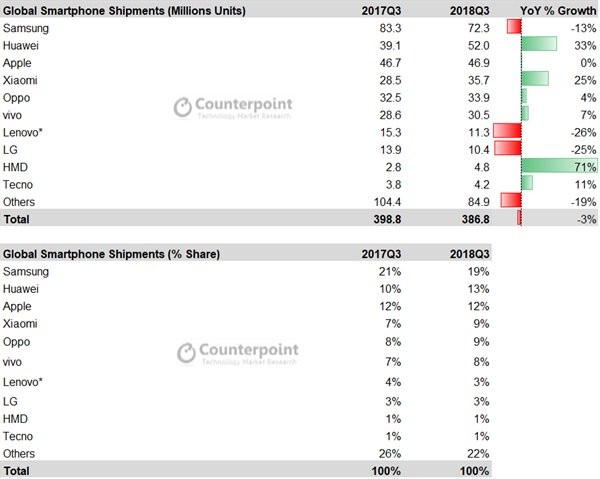 Global Smartphone Shipments (Millions Units) 2017Q3 2018Q3 YoY % Growth
Samsung 83.3 72.3 -13%
Huawei 39.1 52.0 33%
Apple 46.7 46.9 0%
Xiaomi 28.5 35.7 25%
Oppo 32.5 33.9 4%
vivo 28.6 30.5 7%
Lenovo* 15.3 11.3 -26%
LG 13.9 10.4 -25%
HMD 2.8 4.8 71%
Tecno 3.8 4.2 11%
Others 104.4 84.9 -19%
Total 398.8 386.8 -3%
Counterpoint
Technology Market Research
Global Smartphone Shipments (% Share) 2017Q3 2018Q3
Samsung 21% 19%
Huawei 10% 13%
Apple 12% 12%
Xiaomi 7% 9%
Oppo 8% 9%
vivo 7% 8%
Lenovo* 4% 3%
LG 3% 3%
HMD 1% 1%
Tecno 1% 1%
Others 26% 22%
Total 100% 100%
Counterpoint
Technology Market Research